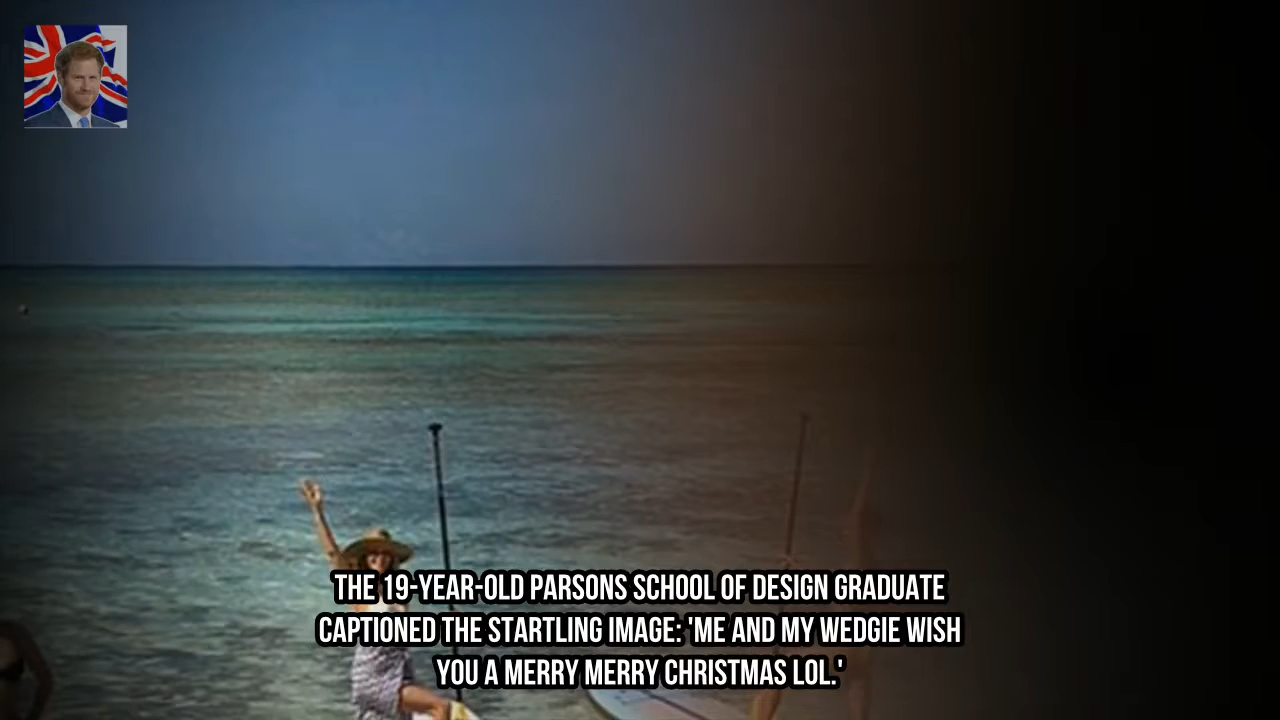 THE 19-YEAR-OLD PARSONS SCHOOL OF DESIGN GRADUATE
CAPTIONED THE STARTLING IMAGE: 'ME AND MY WEDGIE WISH
YOU A MERRY MERRY CHRISTMAS LOL.'